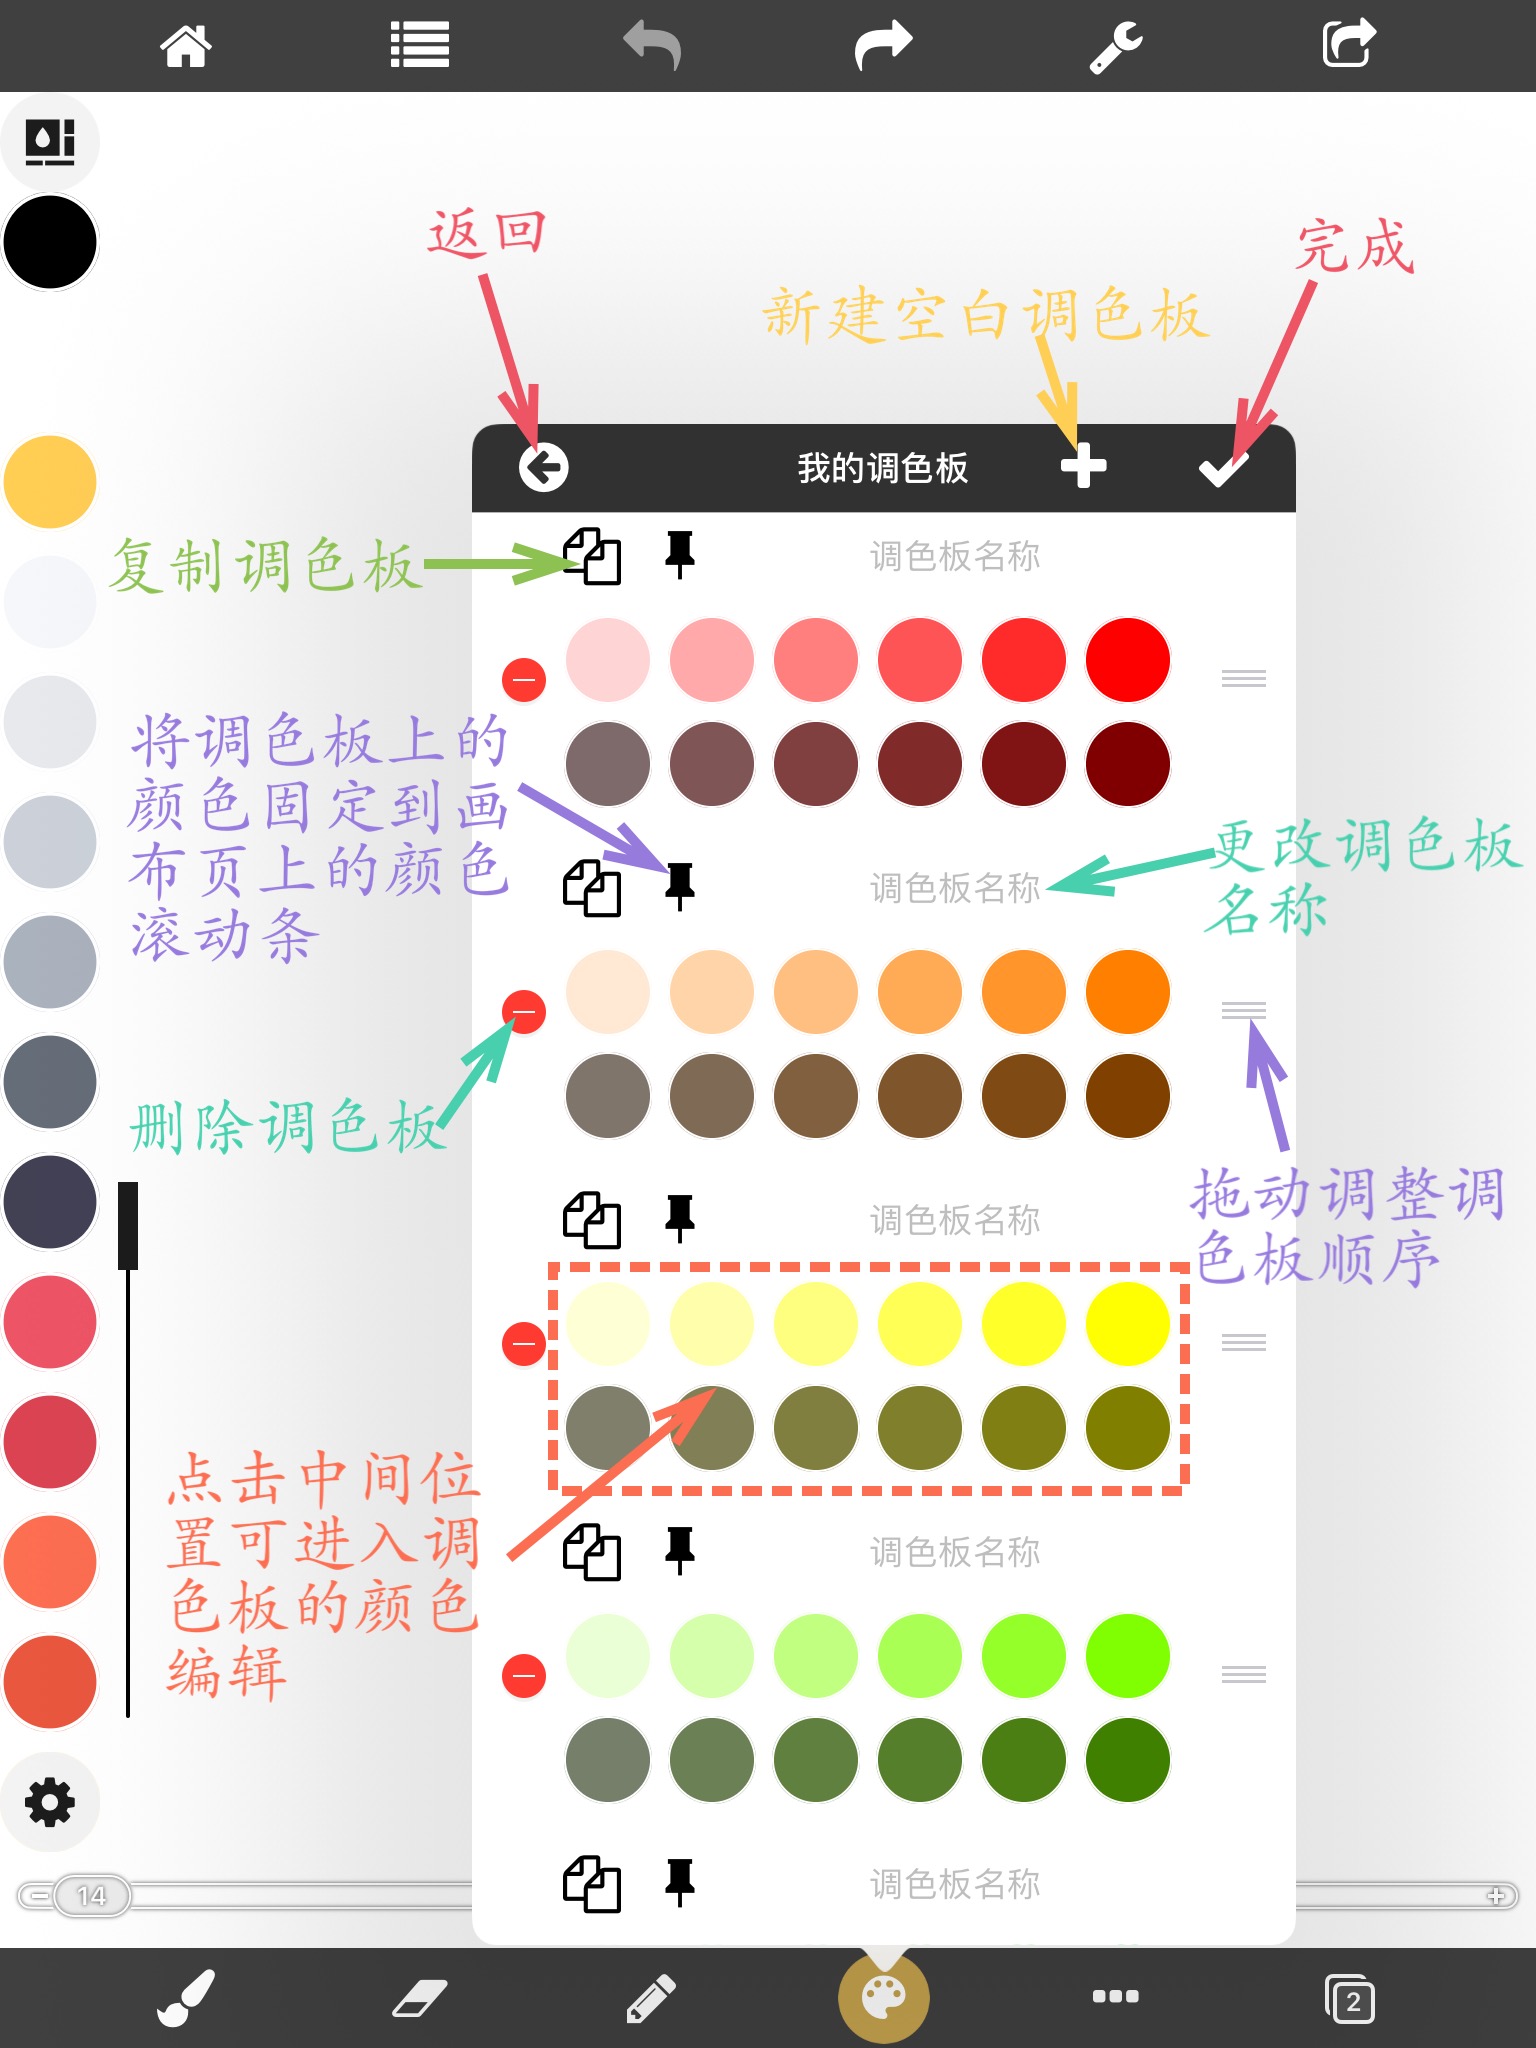 返回
完成
新建空白调色板
我的调色板
复制调色板
调色板名称
将调色板上的
颜色固定到画
布页上的颜色
滚动条
调色板名称
更改调色板
名称
删除调色板
拖动调整调
色板顺序
调色板名称
点击中间位
置可进入调
色板的颜色
编辑
调色板名称
调色板名称
14
2